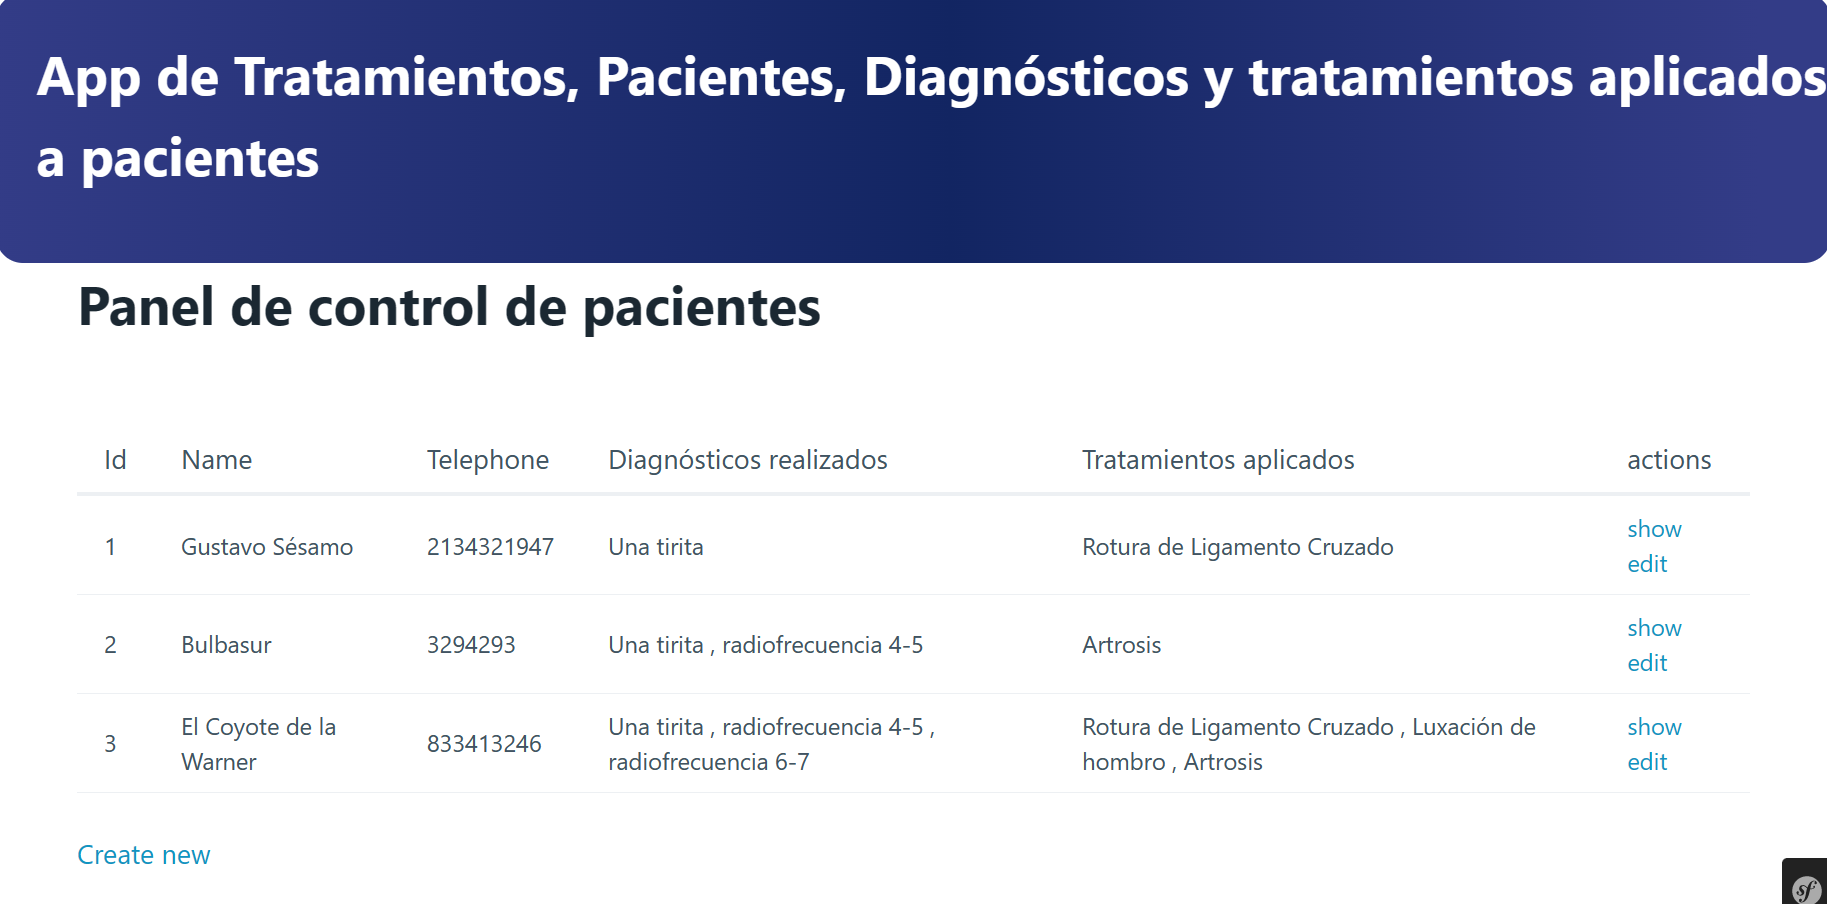 App de Tratamientos, Pacientes, Diagnósticos y tratamientos aplicados
a pacientes
Panel de control de pacientes
Id Name Telephone Diagnósticos realizados Tratamientos aplicados actions
1 Gustavo Sésamo 2134321947 Una tirita Rotura de Ligamento Cruzado show
edit
2 Bulbasur 3294293 Una tirita , radiofrecuencia 4-5 Artrosis show
edit
3 El Coyote de la 833413246 Una tirita , radiofrecuencia 4-5 , Rotura de Ligamento Cruzado , Luxación de show
Warner radiofrecuencia 6-7 hombro , Artrosis edit
Create new
sf